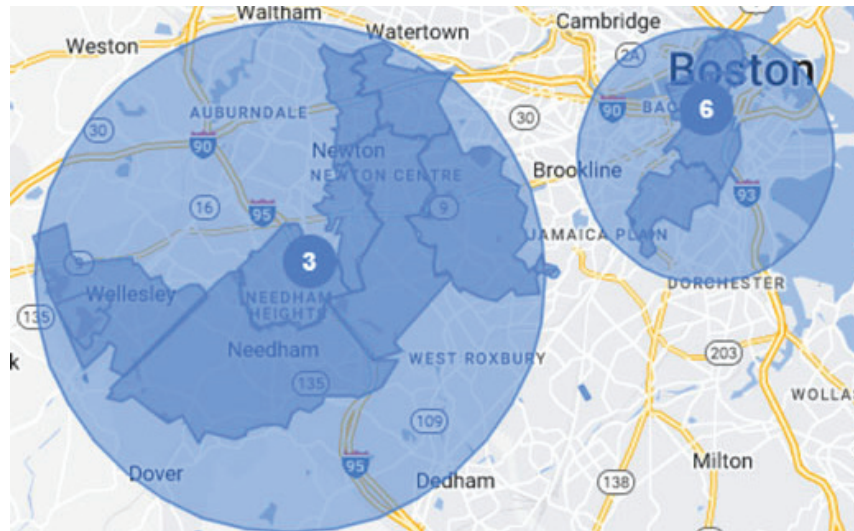 Waltham
Cambridge
Weston
Watertown
2A
Boston
AUBURNDALE
90
BAC
6
30
90
30
Newton
Brookline
NEWTON CENTRE
16
95
9
93
JAMAICA PLAIN
3
9
Wellesley
NEEDHAM
HEIGHTS
DORCHESTER
135
Needham
WEST ROXBURY
203
k
135
WOLLA
109
95
Dover
Dedham
Milton
138